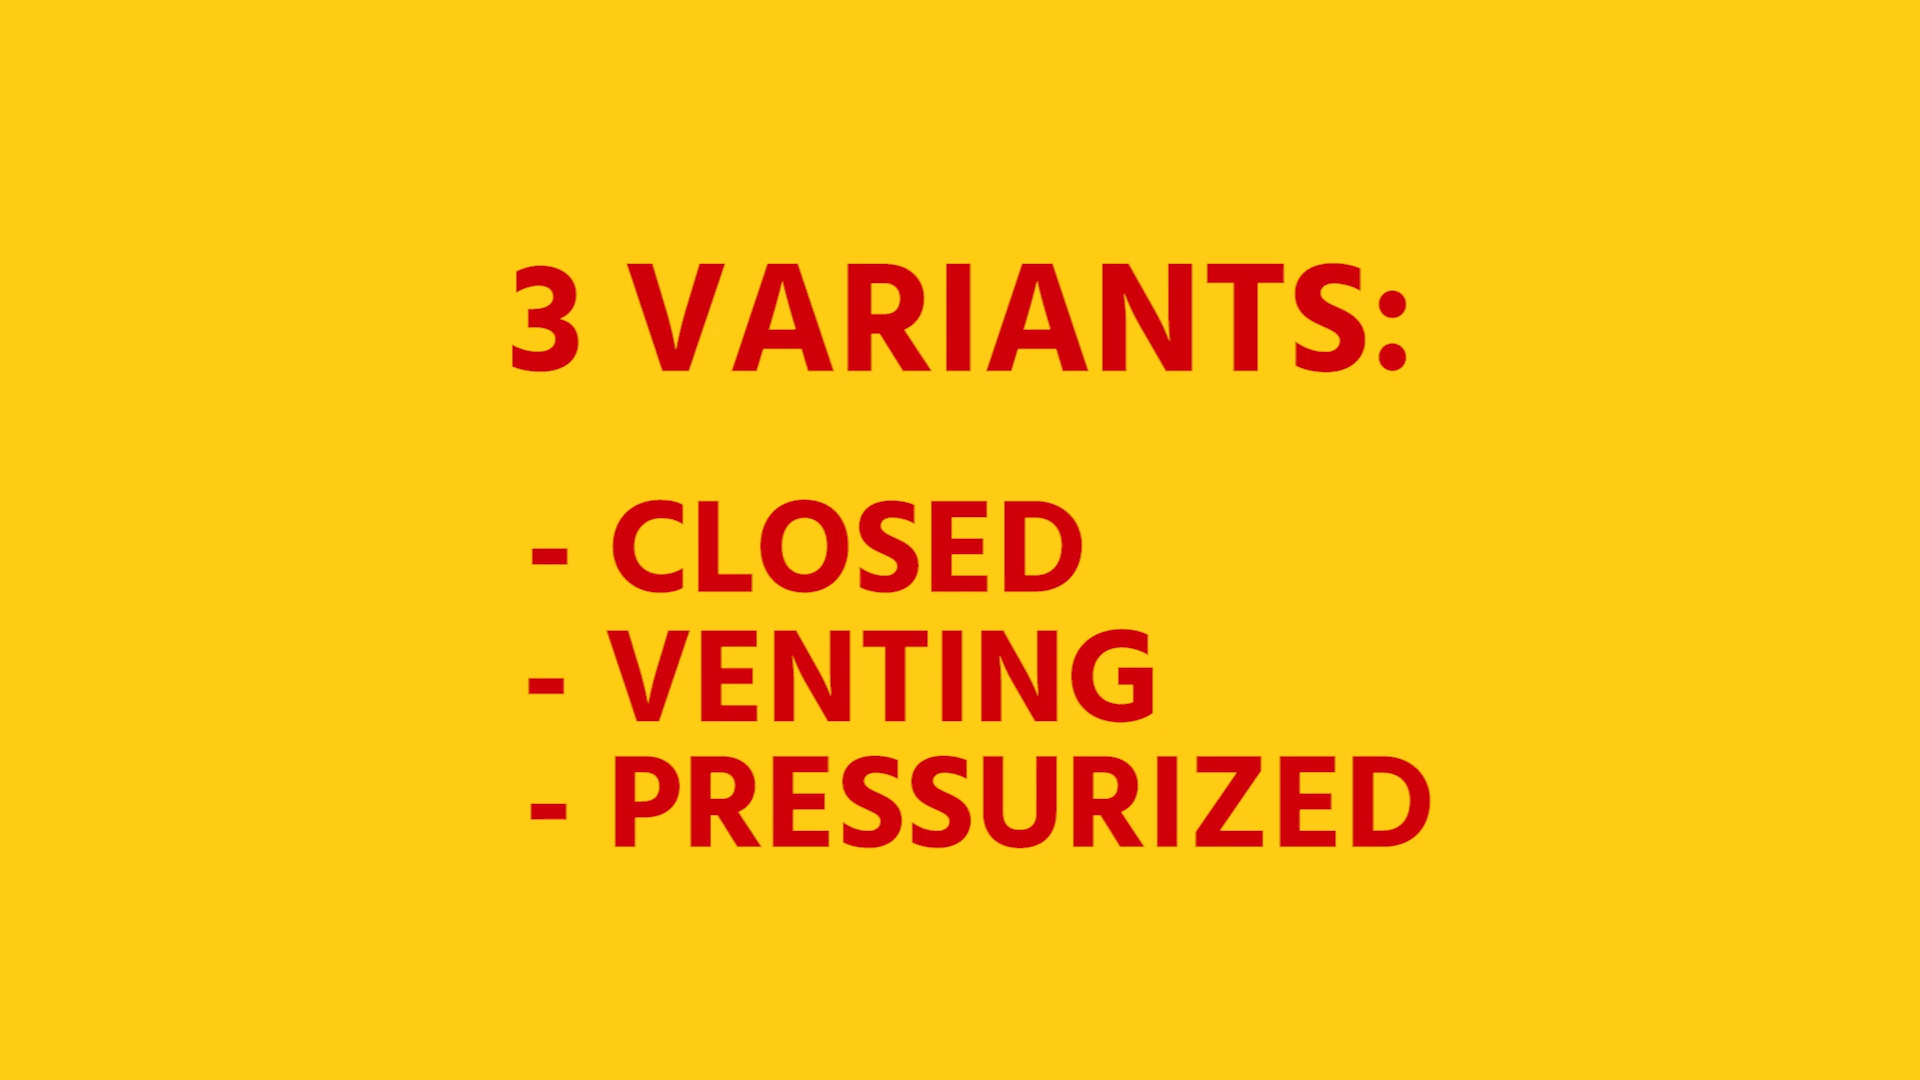 3 VARIANTS:
- CLOSED
- VENTING
- PRESSURIZED